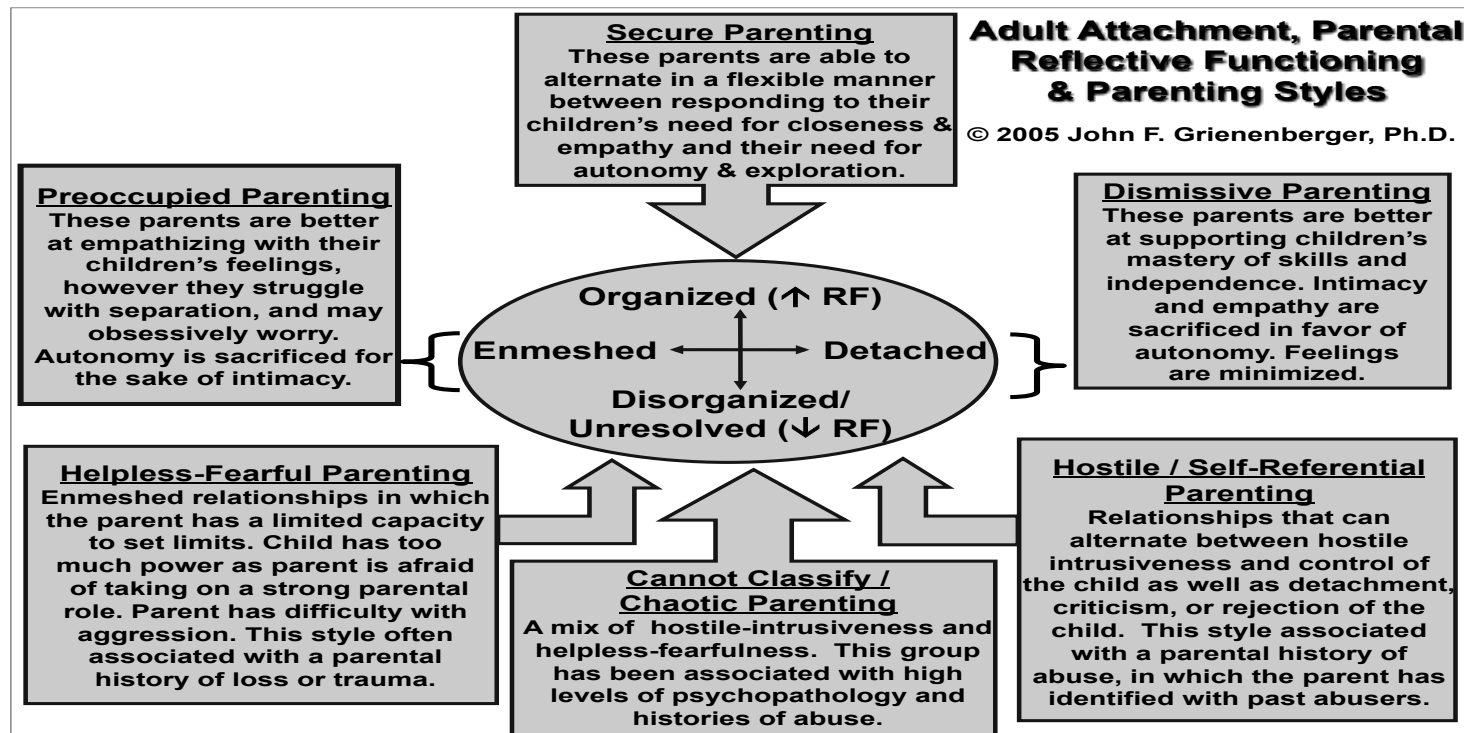 Adult Attachment, Parental
Reflective Functioning
& Parenting Styles
© 2005 John F. Grienenberger, Ph.D.
Secure Parenting
These parents are able to
alternate in a flexible manner
between responding to their
children's need for closeness &
empathy and their need for
autonomy & exploration.
Preoccupied Parenting
These parents are better
at empathizing with their
children's feelings,
however they struggle
with separation, and may
obsessively worry.
Autonomy is sacrificed for
the sake of intimacy.
Dismissive Parenting
These parents are better
at supporting children's
mastery of skills and
independence. Intimacy
and empathy are
sacrificed in favor of
autonomy. Feelings
are minimized.
Organized (↑ RF)
Enmeshed
Detached
Disorganized/
Unresolved (↓ RF)
Helpless-Fearful Parenting
Enmeshed relationships in which
the parent has a limited capacity
to set limits. Child has too
much power as parent is afraid
of taking on a strong parental
role. Parent has difficulty with
aggression. This style often
associated with a parental
history of loss or trauma.
Cannot Classify /
Chaotic Parenting
A mix of hostile-intrusiveness and
helpless-fearfulness. This group
has been associated with high
levels of psychopathology and
histories of abuse.
Hostile / Self-Referential
Parenting
Relationships that can
alternate between hostile
intrusiveness and control of
the child as well as detachment,
criticism, or rejection of the
child. This style associated
with a parental history of
abuse, in which the parent has
identified with past abusers.